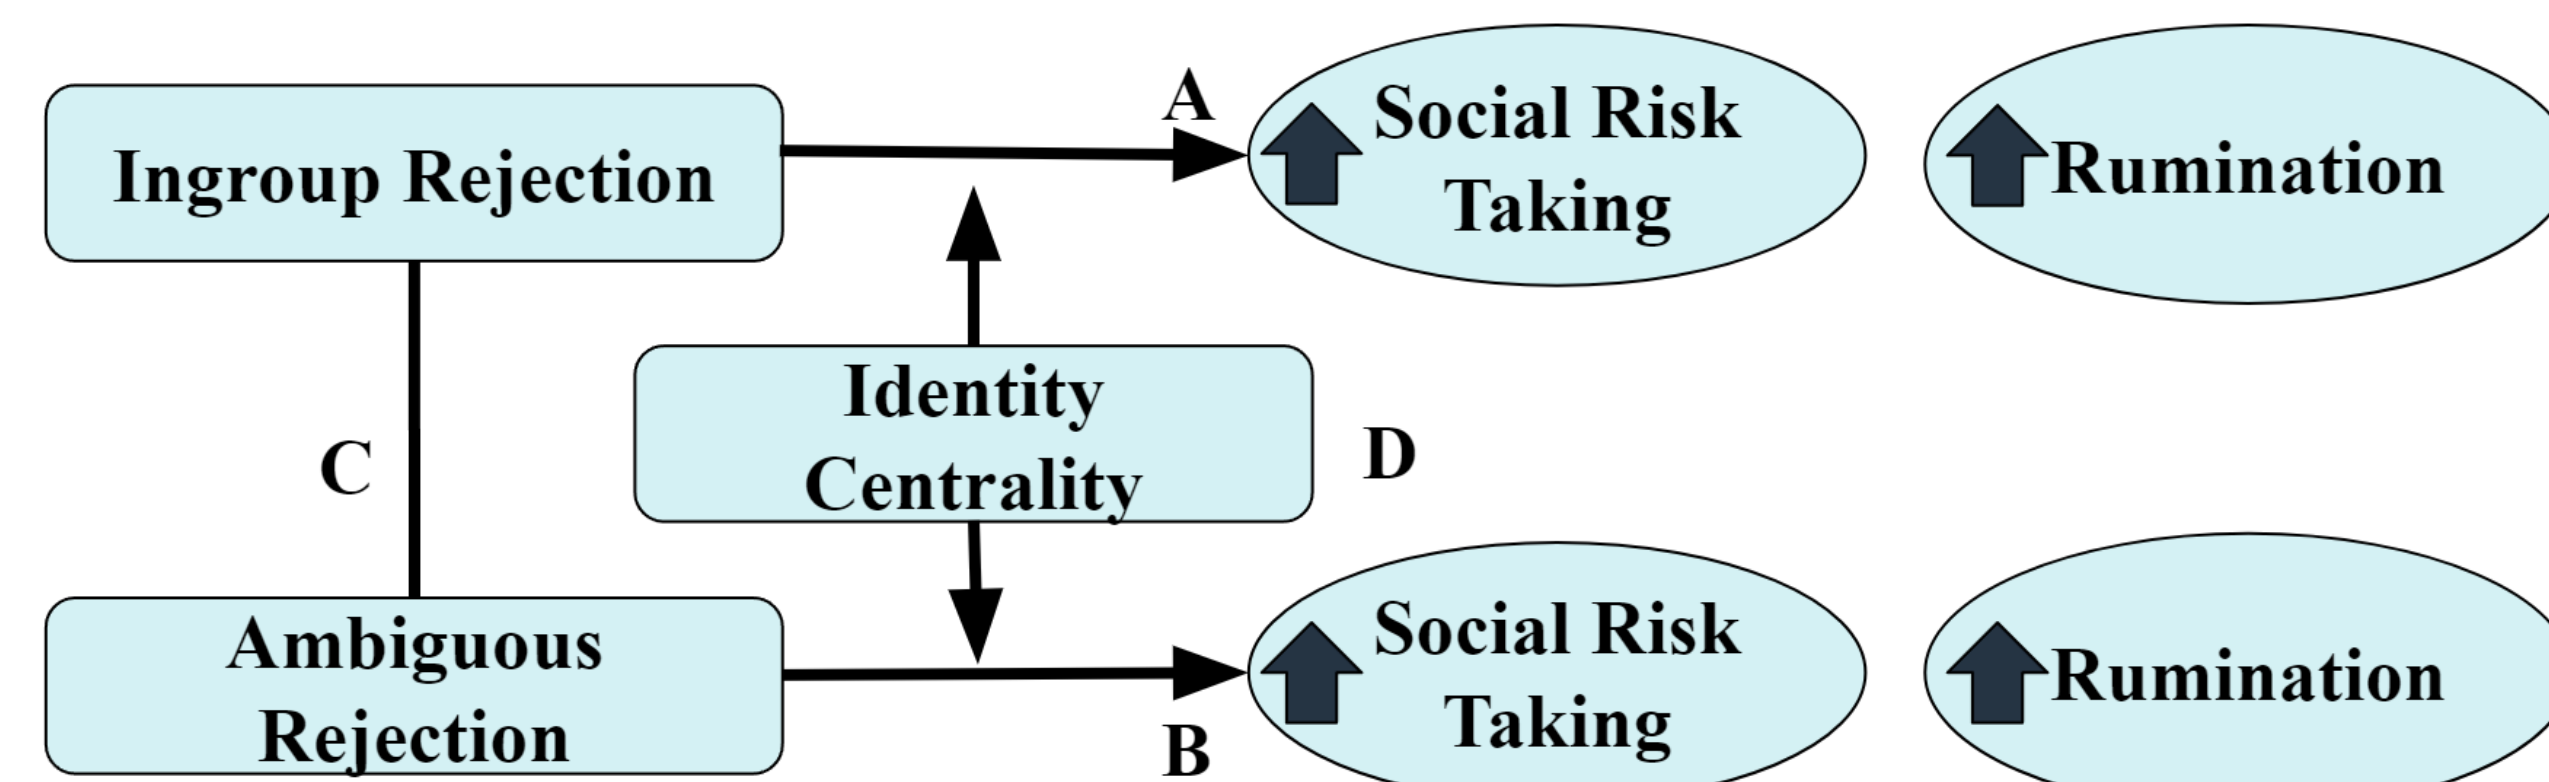 A
Ingroup Rejection
Social Risk
Taking
Rumination
Identity
Centrality
C
D
Ambiguous
Rejection
B
Social Risk
Taking
Rumination